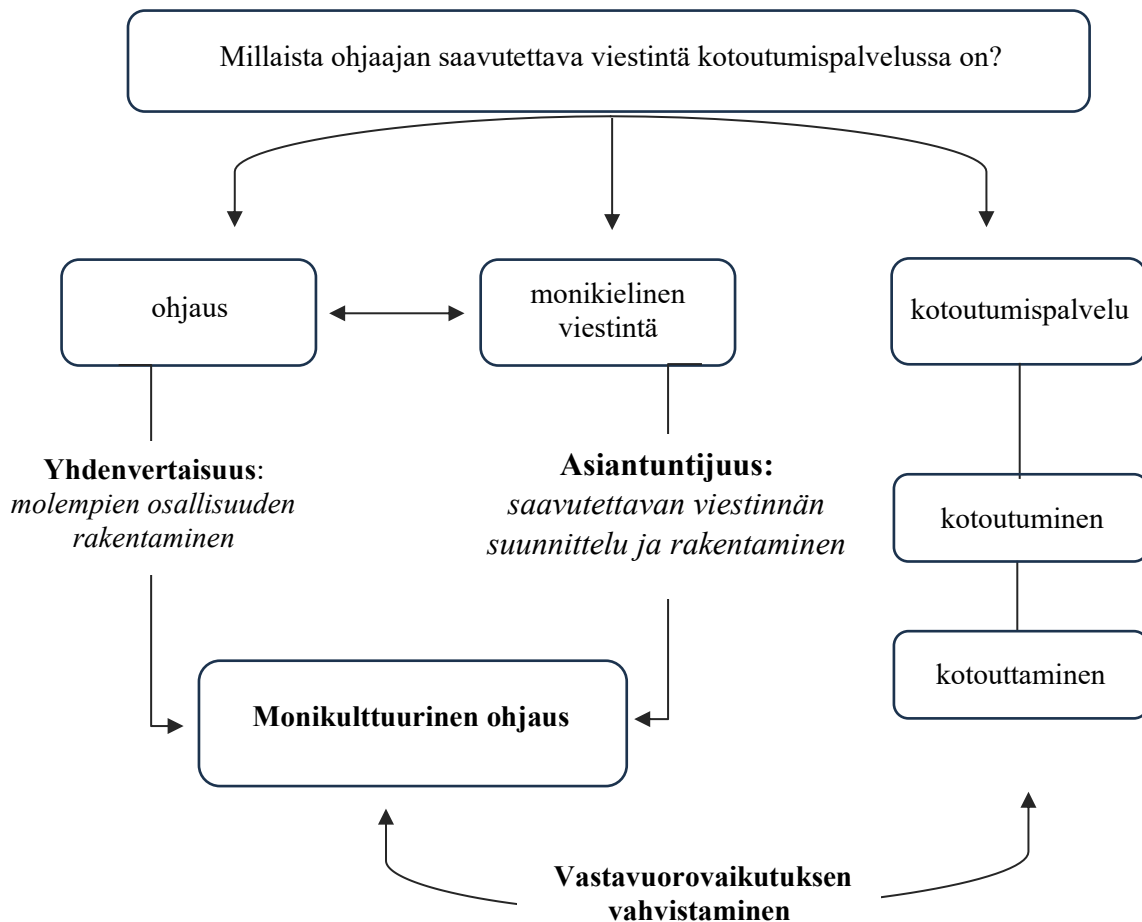 Millaista ohjaajan saavutettava viestintä kotoutumispalvelussa on?
ohjaus
monikielinen
viestintä
kotoutumispalvelu
Yhdenvertaisuus:
molempien osallisuuden
rakentaminen
Asiantuntijuus:
saavutettavan viestinnän
suunnittelu ja rakentaminen
kotoutuminen
kotouttaminen
Monikulttuurinen ohjaus
Vastavuorovaikutuksen
vahvistaminen